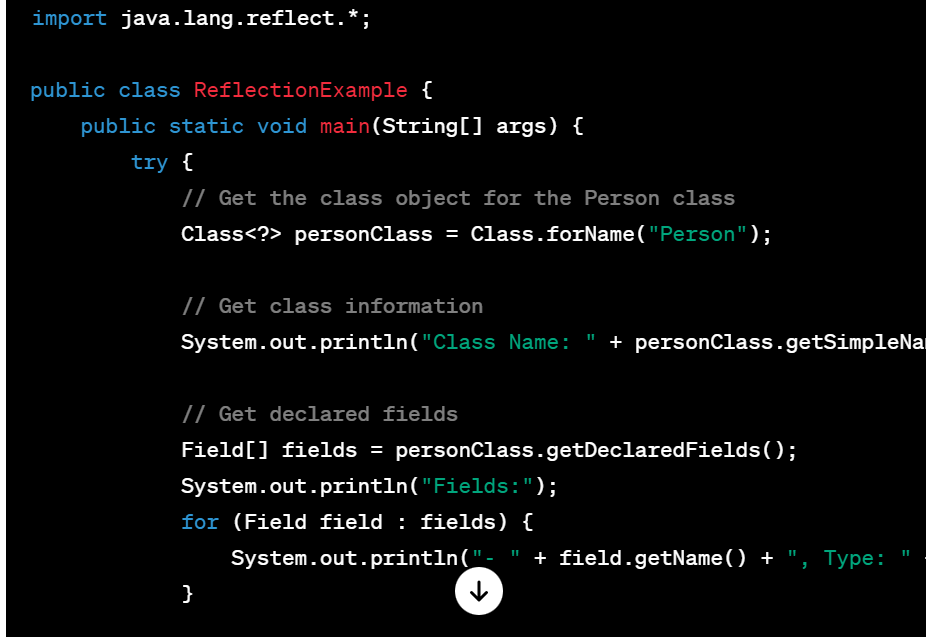 import java.lang.reflect.*;
public class ReflectionExample {
public static void main(String[] args) {
try {
// Get the class object for the Person class
Class<?> personClass = Class.forName("Person");
// Get class information
System.out.println("Class Name: " + personClass.getSimpleNa
// Get declared fields
Field[] fields = personClass.getDeclaredFields();
System.out.println("Fields:");
for (Field field : fields) {
System.out.println("- " + field.getName() + ", Type: "
}